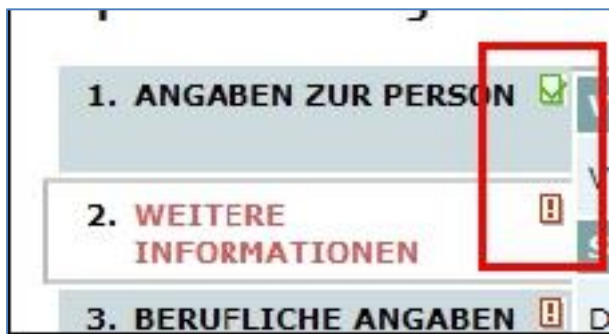 1. ANGABEN ZUR PERSON
2. WEITERE
INFORMATIONEN
3. BERUFLICHE ANGABEN